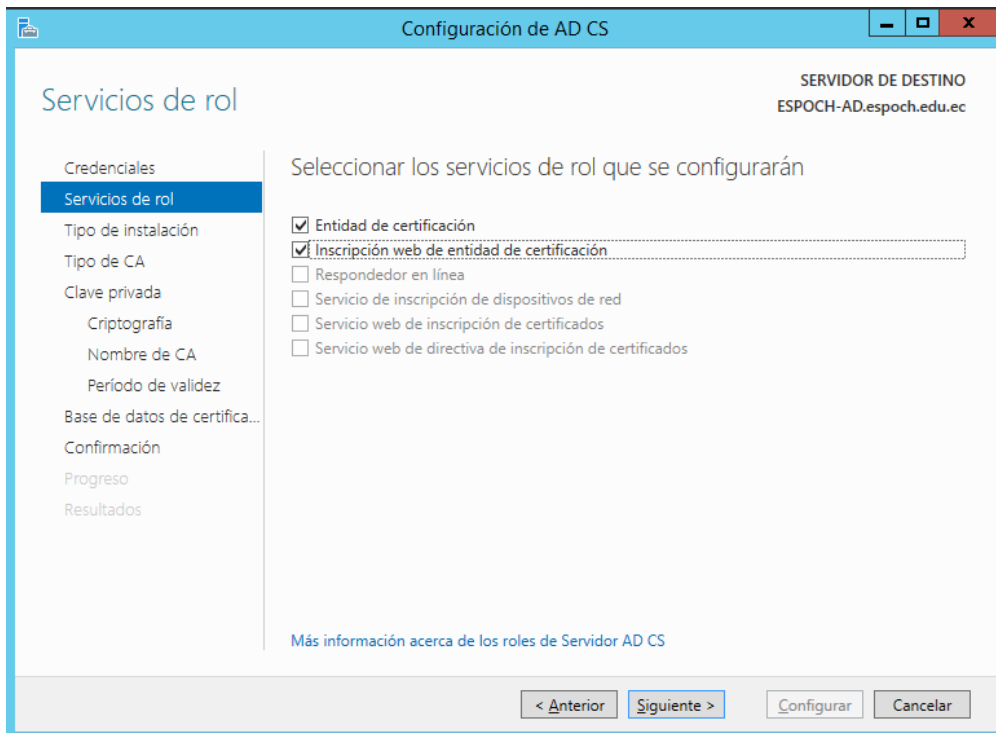 Configuración de AD CS
Servicios de rol
SERVIDOR DE DESTINO
ESPOCH-AD.espoch.edu.ec
Credenciales
Servicios de rol
Tipo de instalación
Tipo de CA
Clave privada
Criptografía
Nombre de CA
Período de validez
Base de datos de certifica...
Confirmación
Progreso
Resultados
Seleccionar los servicios de rol que se configurarán
Entidad de certificación
Inscripción web de entidad de certificación
Respondedor en línea
Servicio de inscripción de dispositivos de red
Servicio web de inscripción de certificados
Servicio web de directiva de inscripción de certificados
Más información acerca de los roles de Servidor AD CS
< Anterior
Siguiente >
Configurar
Cancelar